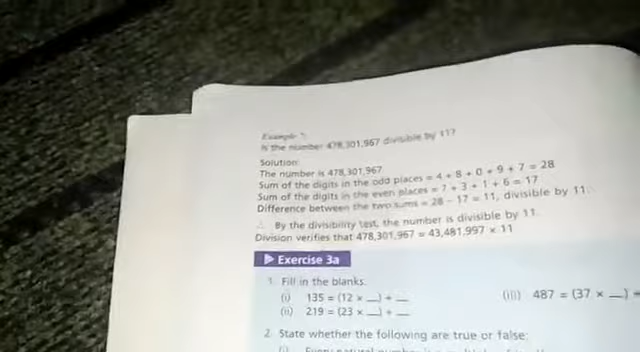 Example 7:
Is the number 478,301,967 divisible by 11?
Solution:
The number is 478,301,967
Sum of the digits in the odd places = 4 + 8 + 0 + 9 + 7 = 28
Sum of the digits in the even places = 7 + 3 + 1 + 6 = 17
Difference between the two sums = 28 - 17 = 11, divisible by 11.
∴ By the divisibility test, the number is divisible by 11.
Division verifies that 478,301,967 = 43,481,997 × 11
▶ Exercise 3a
1. Fill in the blanks.
(i) 135 = (12 × __) + __
(iii) 487 = (37 × __) +
(ii) 219 = (23 × __) + __
2. State whether the following are true or false:
(i) Every natural number is a